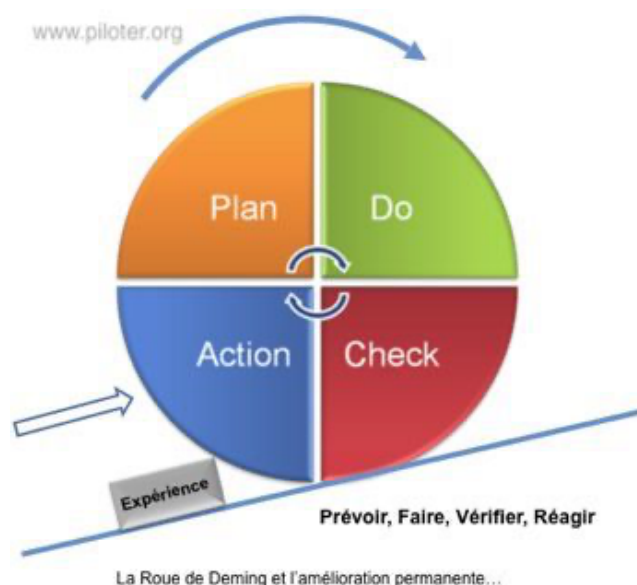 www.piloter.org
Plan
Do
Action
Check
Expérience
Prévoir, Faire, Vérifier, Réagir
La Roue de Deming et l'amélioration permanente...